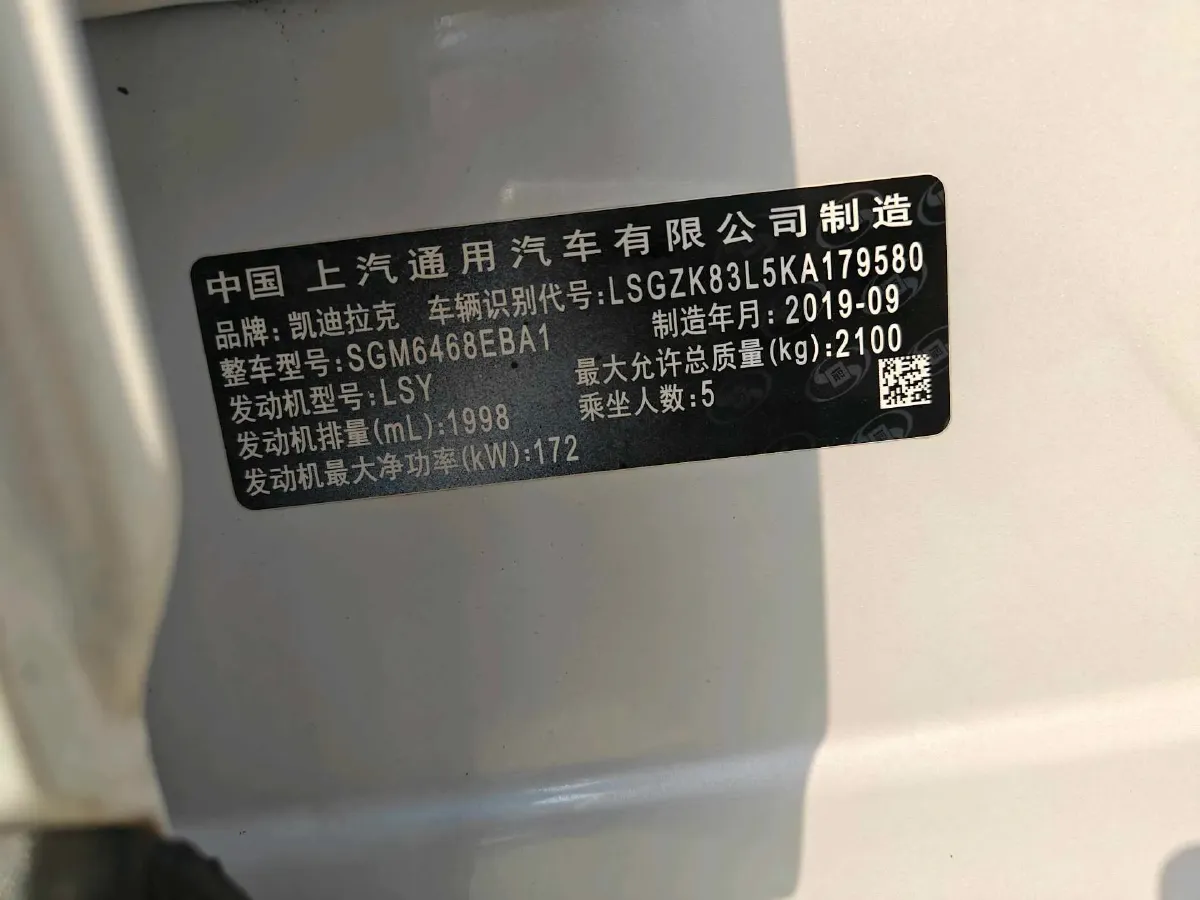 中国 上汽通用汽车有限公司制造
品牌:凯迪拉克 车辆识别代号:LSGZK83L5KA179580
整车型号:SGM6468EBA1 制造年月:2019-09
发动机型号:LSY 最大允许总质量(kg):2100
发动机排量(mL):1998 乘坐人数:5
发动机最大净功率(kW):172